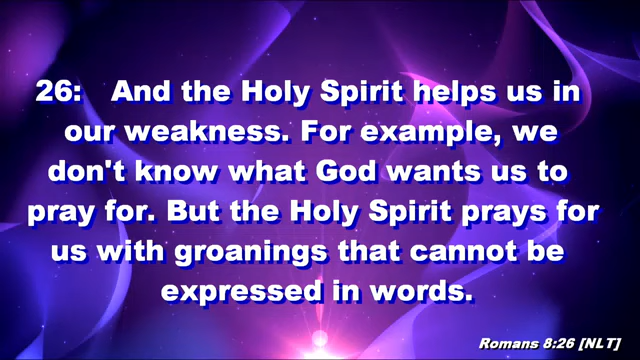 26: And the Holy Spirit helps us in
our weakness. For example, we
don't know what God wants us to
pray for. But the Holy Spirit prays for
us with groanings that cannot be
expressed in words.
Romans 8:26 [NLT]